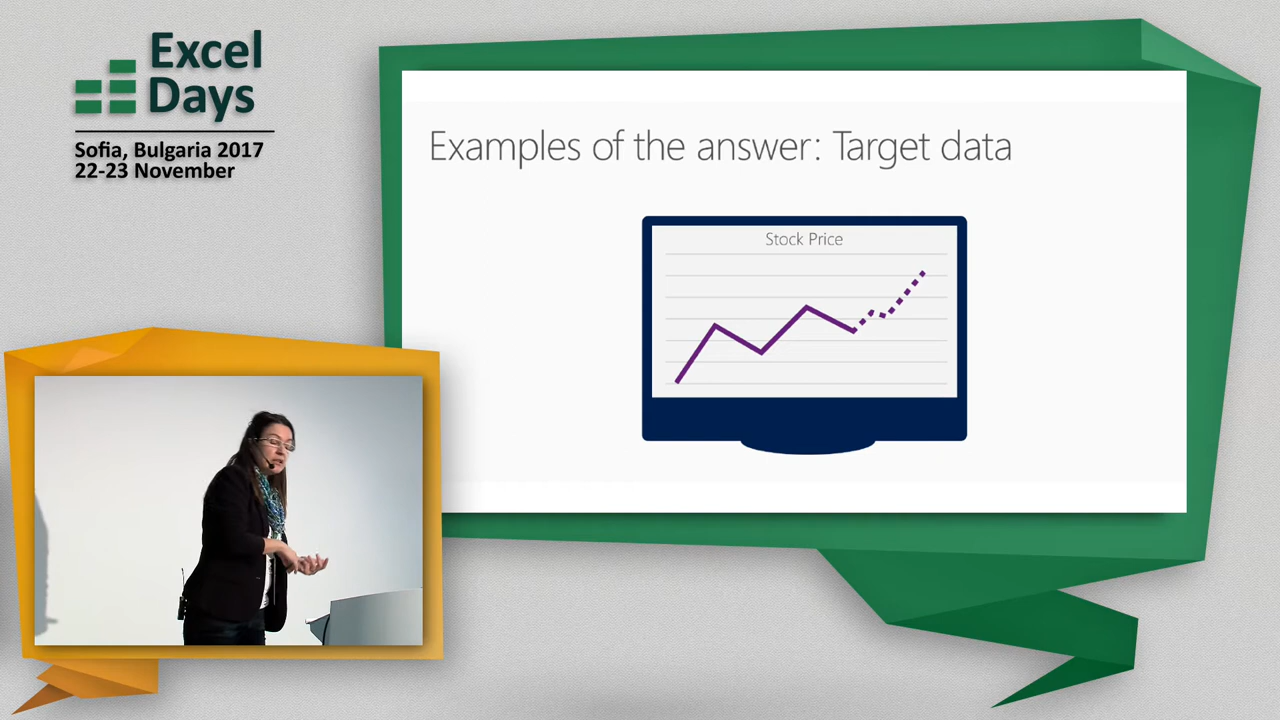 Excel
Days
Sofia, Bulgaria 2017
22-23 November
Examples of the answer: Target data
Stock Price